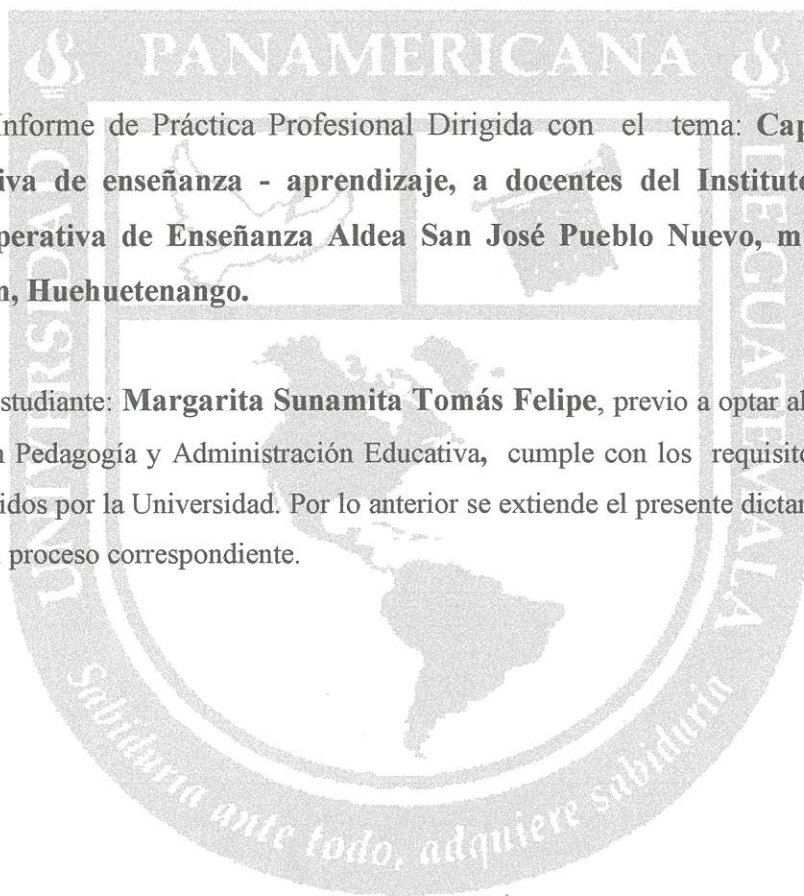 PANAMERICANA
UNIVERSIDAD
DE GUATEMALA
Informe de Práctica Profesional Dirigida con el tema: Cap
iva de enseñanza - aprendizaje, a docentes del Instituto
perativa de Enseñanza Aldea San José Pueblo Nuevo, m
n, Huehuetenango.
studiante: Margarita Sunamita Tomás Felipe, previo a optar al
n Pedagogía y Administración Educativa, cumple con los requisito
idos por la Universidad. Por lo anterior se extiende el presente dictar
proceso correspondiente.
Sabiduría ante todo, adquiere sabiduría